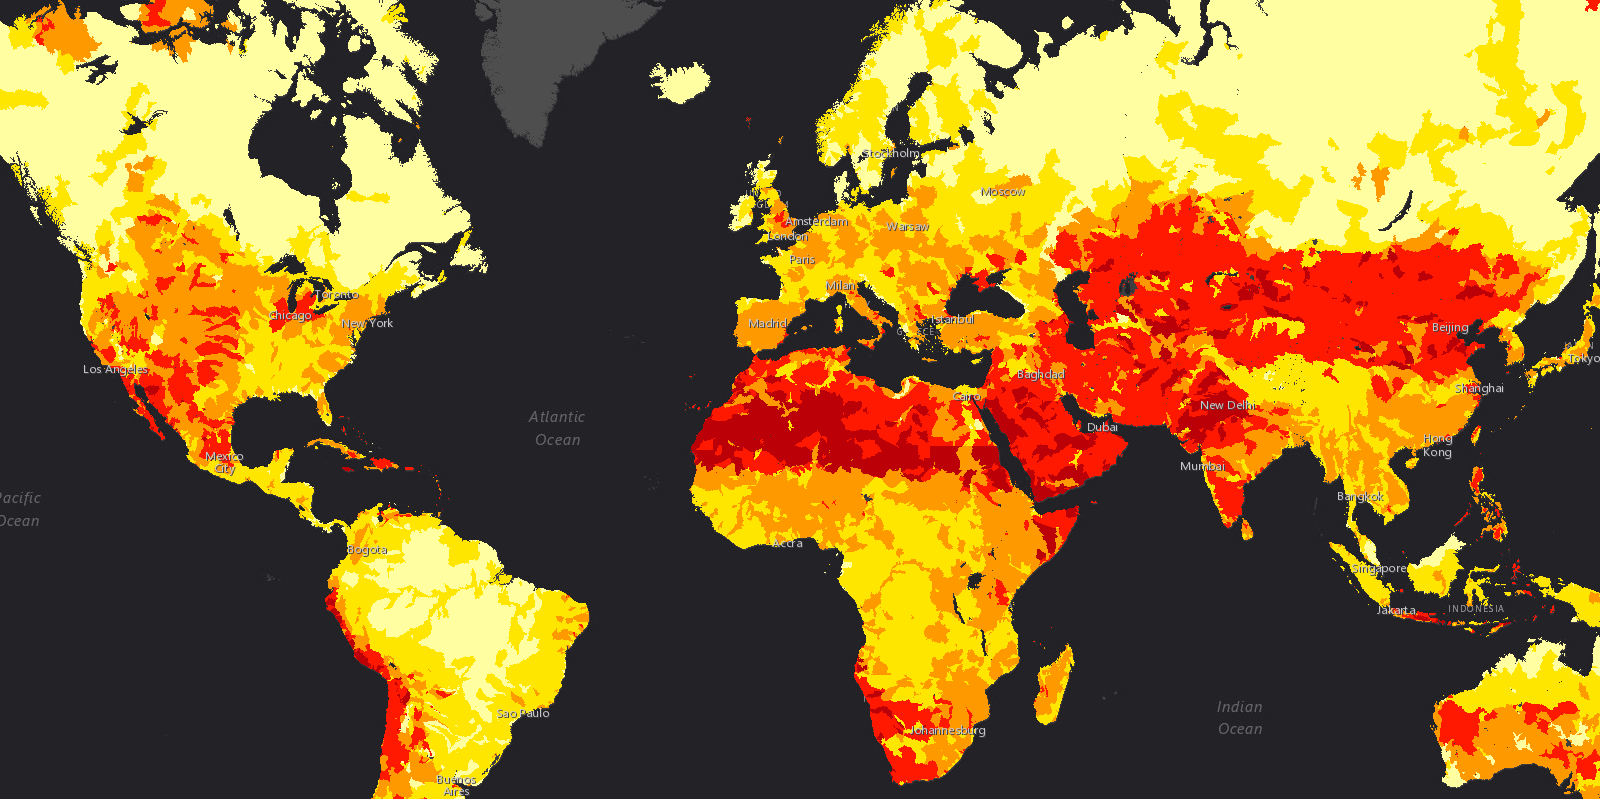 Stockholm
Moscow
Amsterdam
Warsaw
London
Paris
Milan
Toronto
Chicago
New York
Madrid
Istanbul
Beijing
Tokyo
Los Angeles
Baghdad
Cairo
Shanghai
New Delhi
Atlantic
Ocean
Dubai
Hong
Kong
Mexico
City
Mumbai
Pacific
Ocean
Bangkok
Accra
Bogota
Singapore
Jakarta
INDONESIA
Indian
Ocean
Sao Paulo
Johannesburg
Buenos
Aires